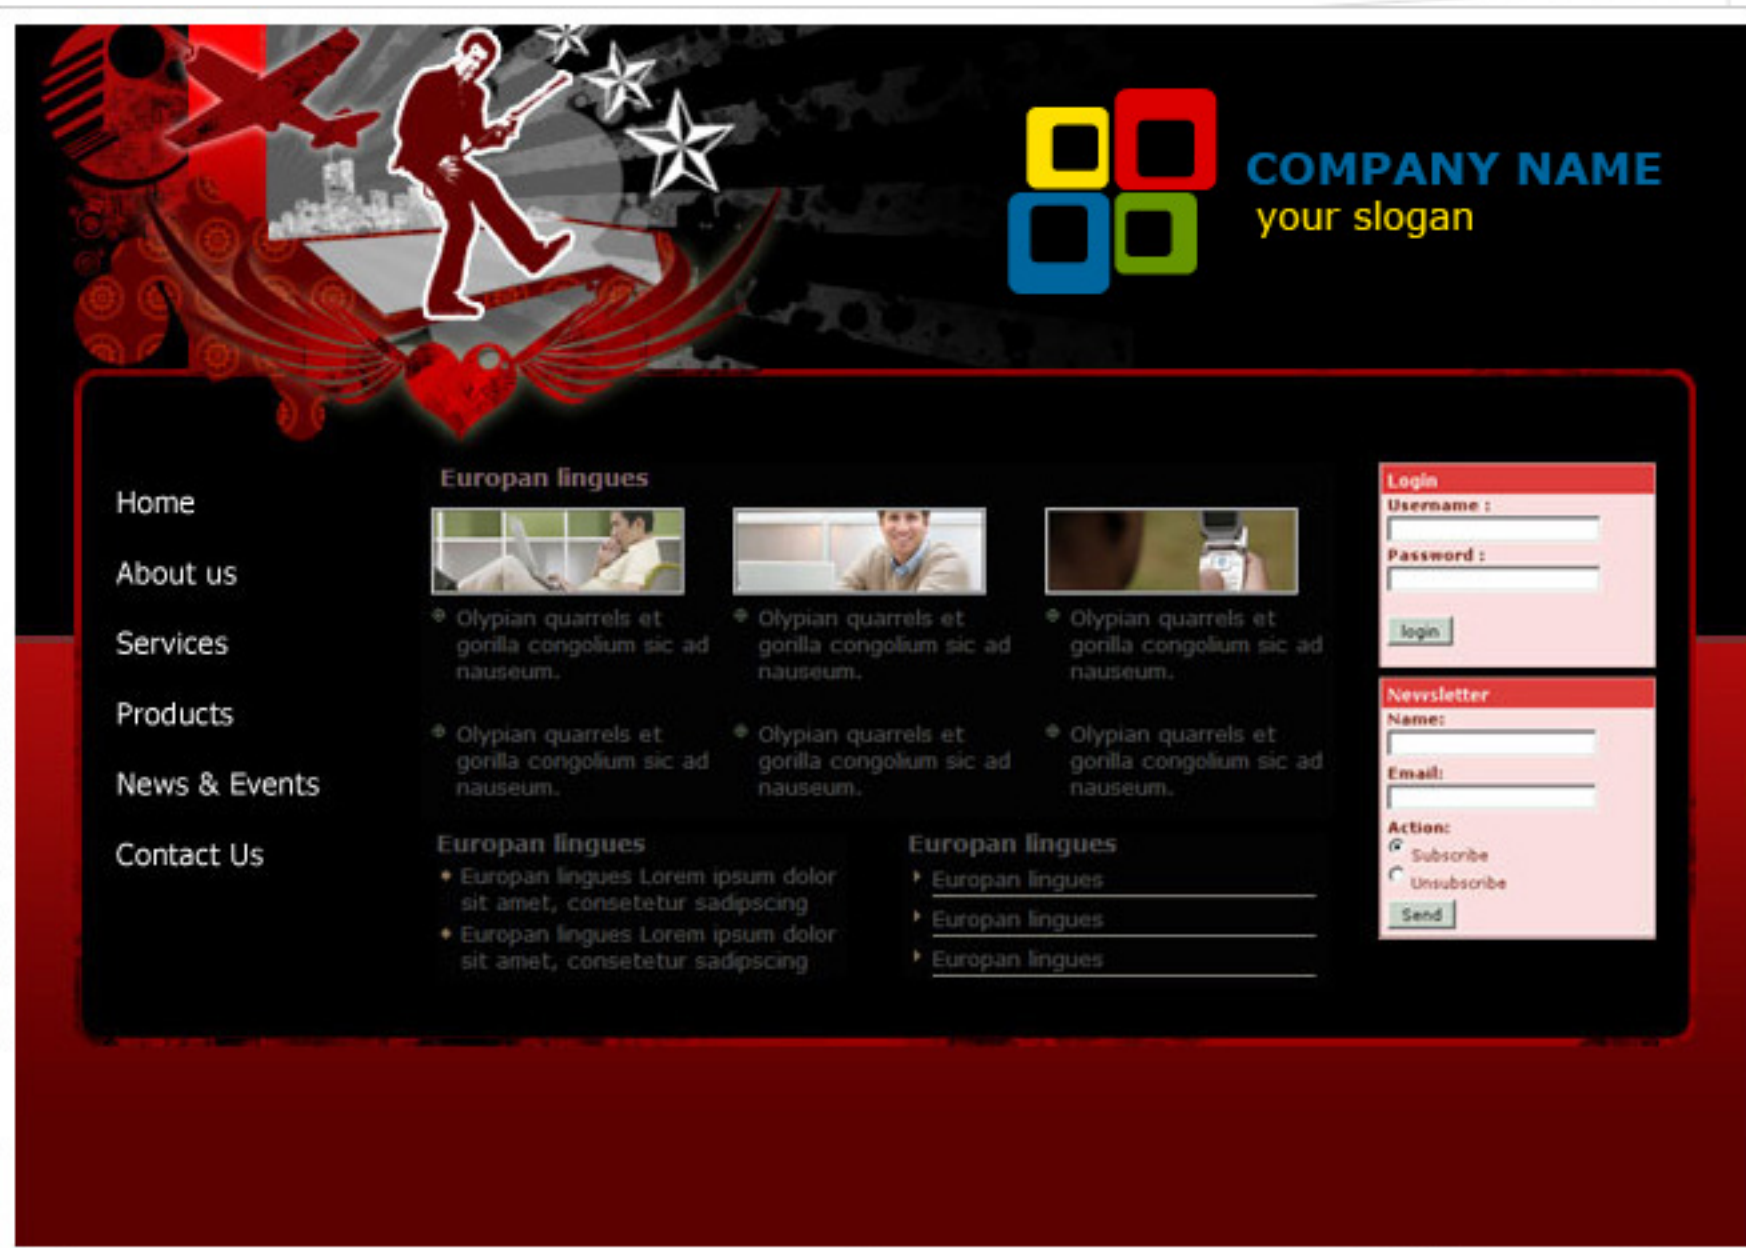 COMPANY NAME
your slogan
Home
About us
Services
Products
News & Events
Contact Us
Europan lingues
Olypian quarrels et
gorilla congolium sic ad
nauseum.
Olypian quarrels et
gorilla congolium sic ad
nauseum.
Olypian quarrels et
gorilla congolium sic ad
nauseum.
Olypian quarrels et
gorilla congolium sic ad
nauseum.
Olypian quarrels et
gorilla congolium sic ad
nauseum.
Olypian quarrels et
gorilla congolium sic ad
nauseum.
Europan lingues
Europan lingues Lorem ipsum dolor
sit amet, consetetur sadipscing
Europan lingues Lorem ipsum dolor
sit amet, consetetur sadipscing
Europan lingues
Europan lingues
Europan lingues
Europan lingues
Login
Username :
Password :
login
Newsletter
Name:
Email:
Action:
Subscribe
Unsubscribe
Send